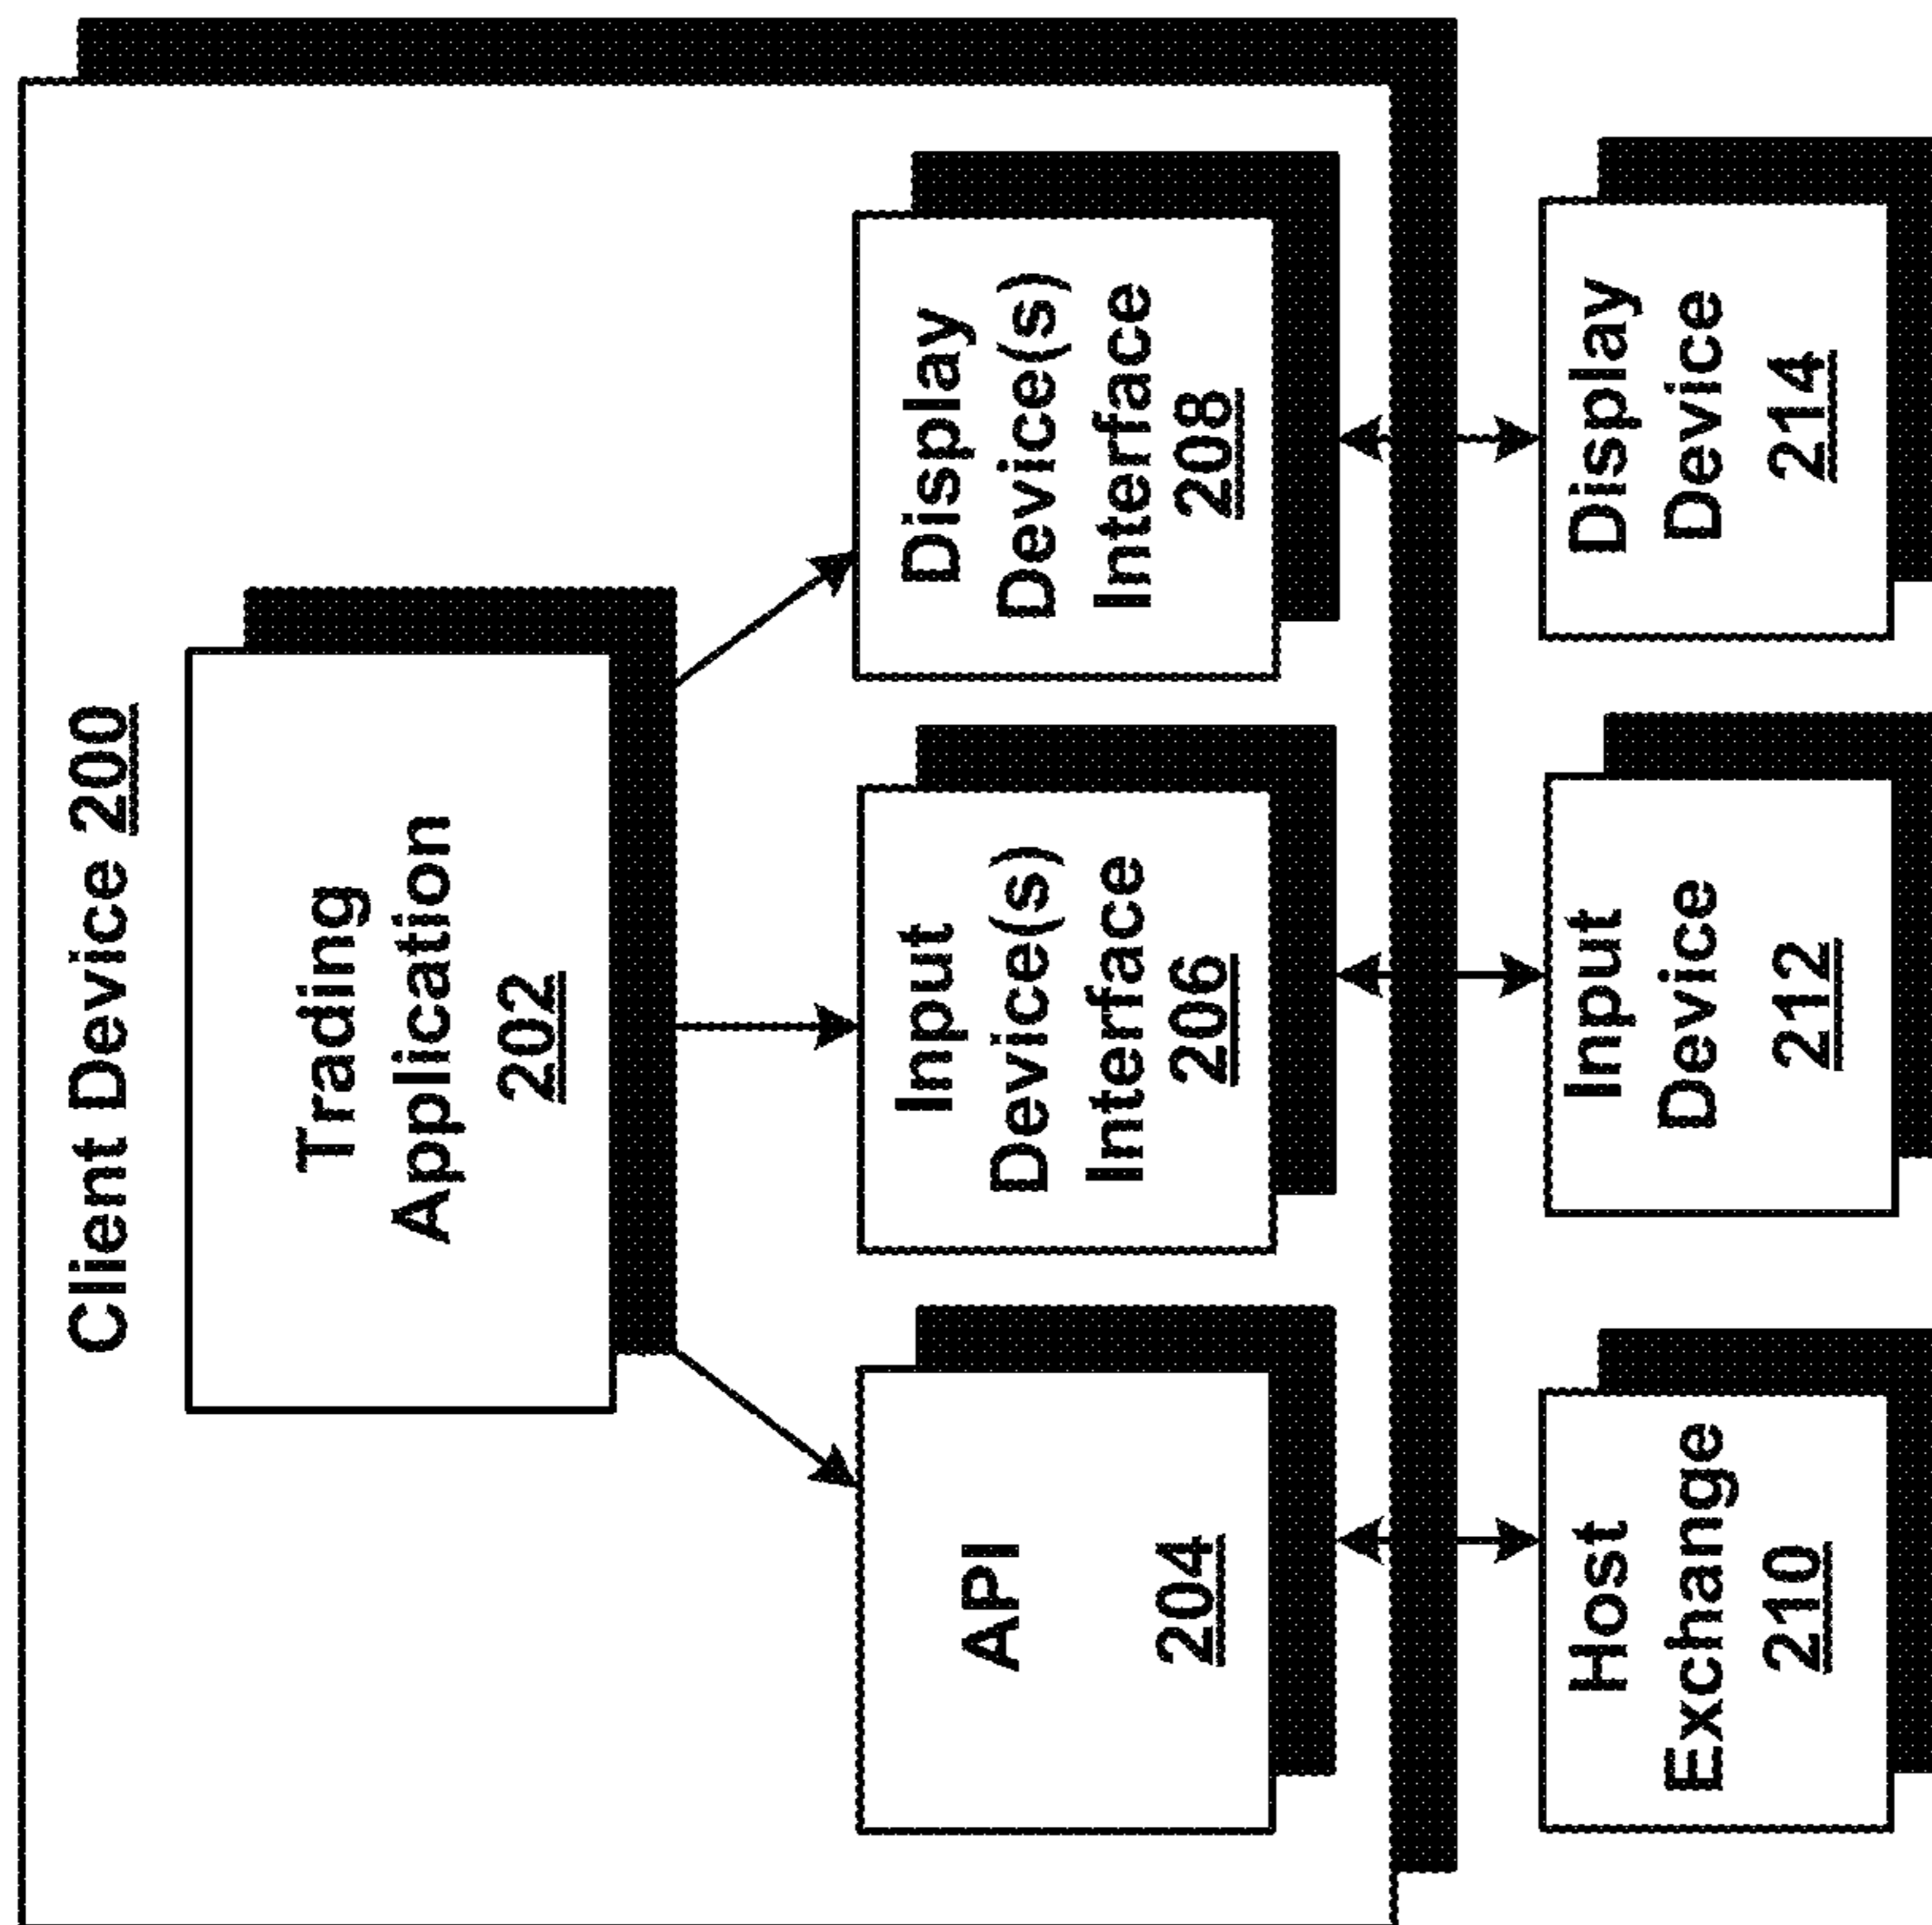 Client Device 200
Trading
Application
202
API
204
Input
Device(s)
Interface
206
Display
Device(s)
Interface
208
Host
Exchange
210
Input
Device
212
Display
Device
214